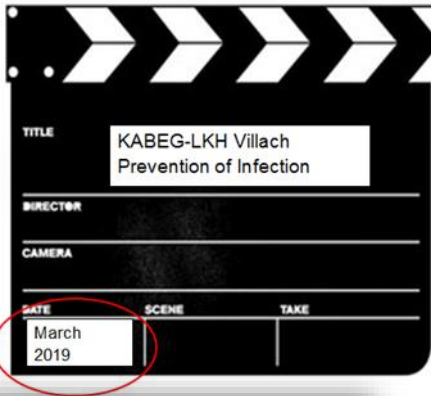 TITLE
KABEG-LKH Villach
Prevention of Infection
DIRECTOR
CAMERA
DATE SCENE TAKE
March
2019